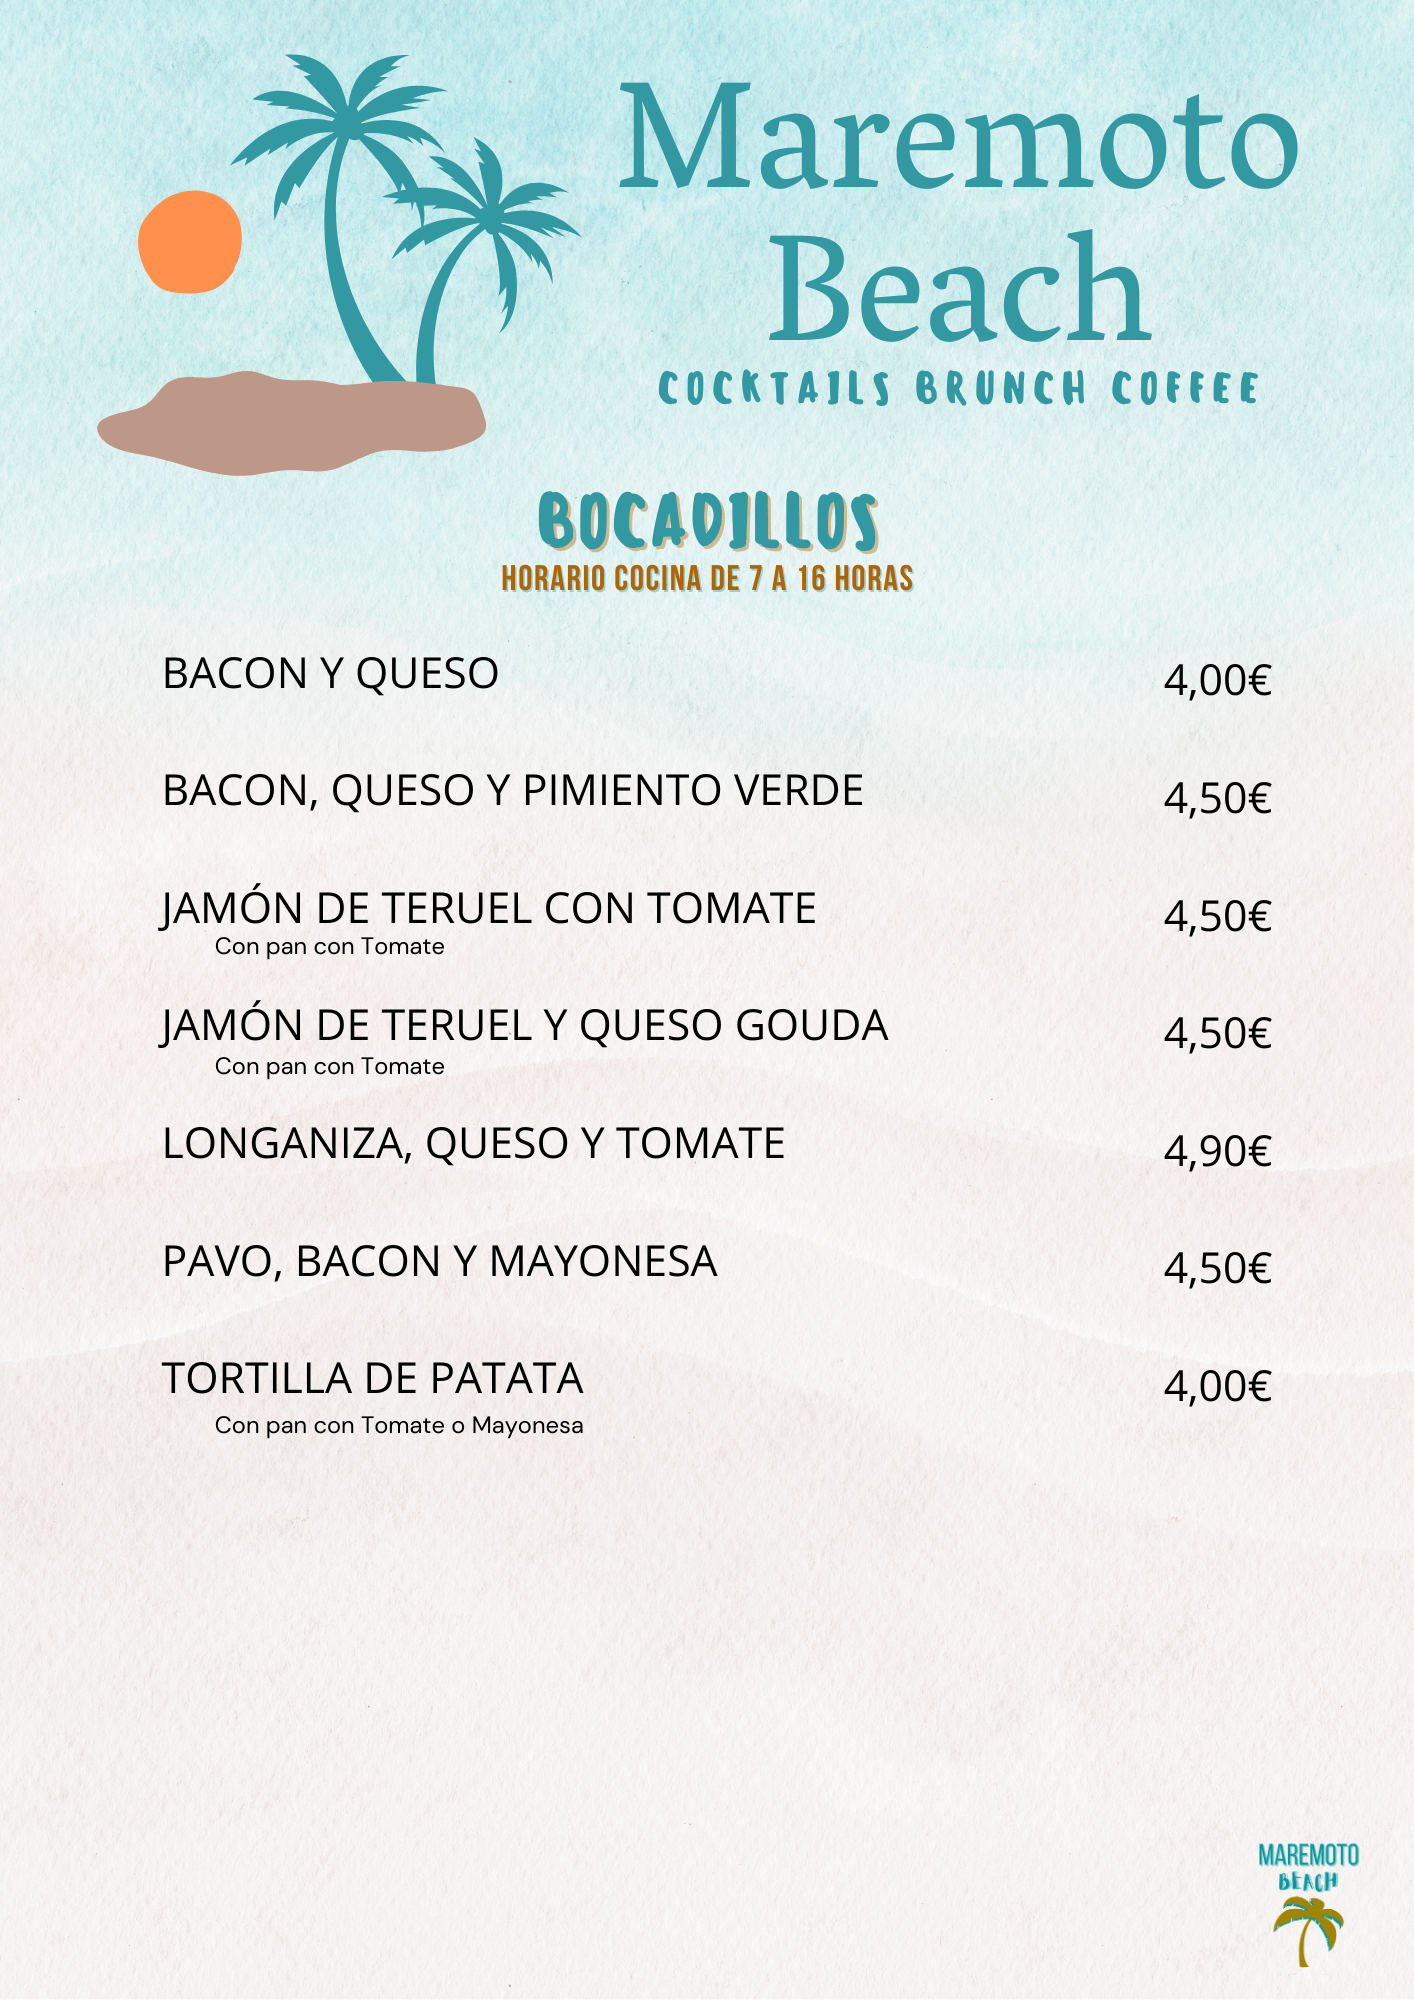 Maremoto
Beach
COCKTAILS BRUNCH COFFEE
BOCADILLOS
HORARIO COCINA DE 7 A 16 HORAS
BACON Y QUESO 4,00€
BACON, QUESO Y PIMIENTO VERDE 4,50€
JAMÓN DE TERUEL CON TOMATE 4,50€
Con pan con Tomate
JAMÓN DE TERUEL Y QUESO GOUDA 4,50€
Con pan con Tomate
LONGANIZA, QUESO Y TOMATE 4,90€
PAVO, BACON Y MAYONESA 4,50€
TORTILLA DE PATATA 4,00€
Con pan con Tomate o Mayonesa
MAREMOTO
BEACH